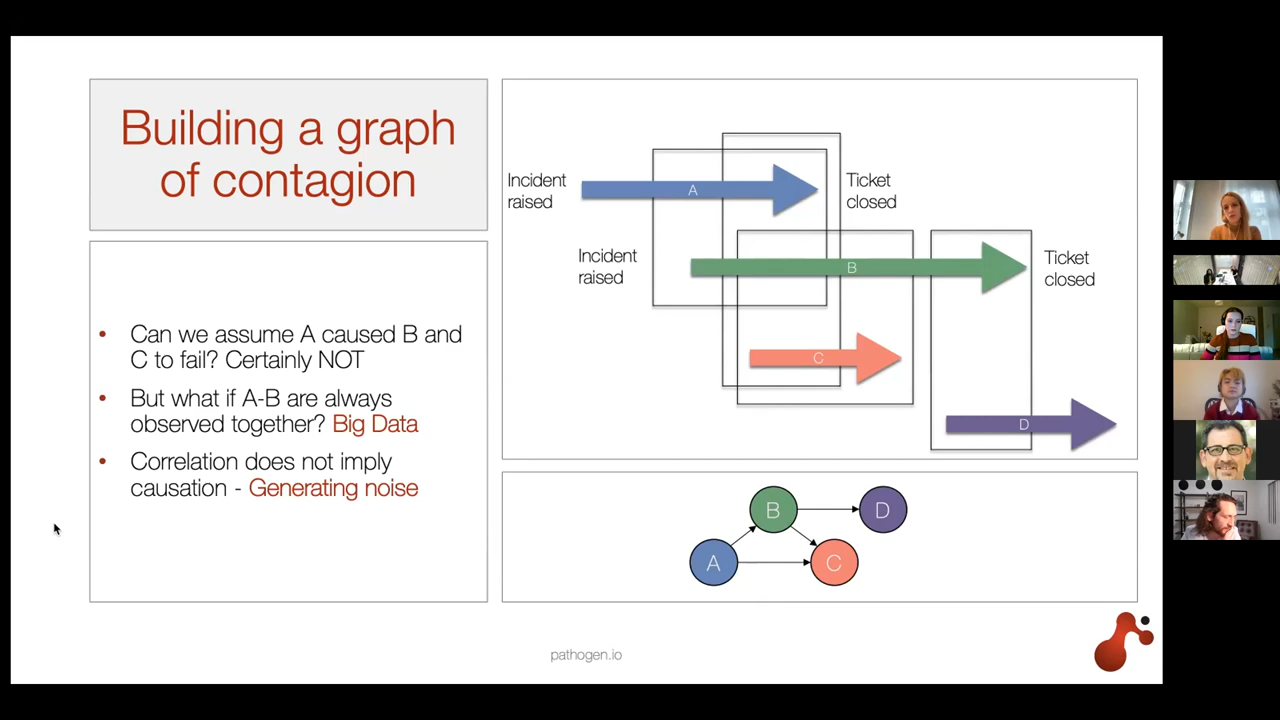 Building a graph
of contagion
• Can we assume A caused B and
C to fail? Certainly NOT
• But what if A-B are always
observed together? Big Data
• Correlation does not imply
causation - Generating noise
Incident
raised
A
Ticket
closed
Incident
raised
B
Ticket
closed
C
D
B
D
A
C
pathogen.io